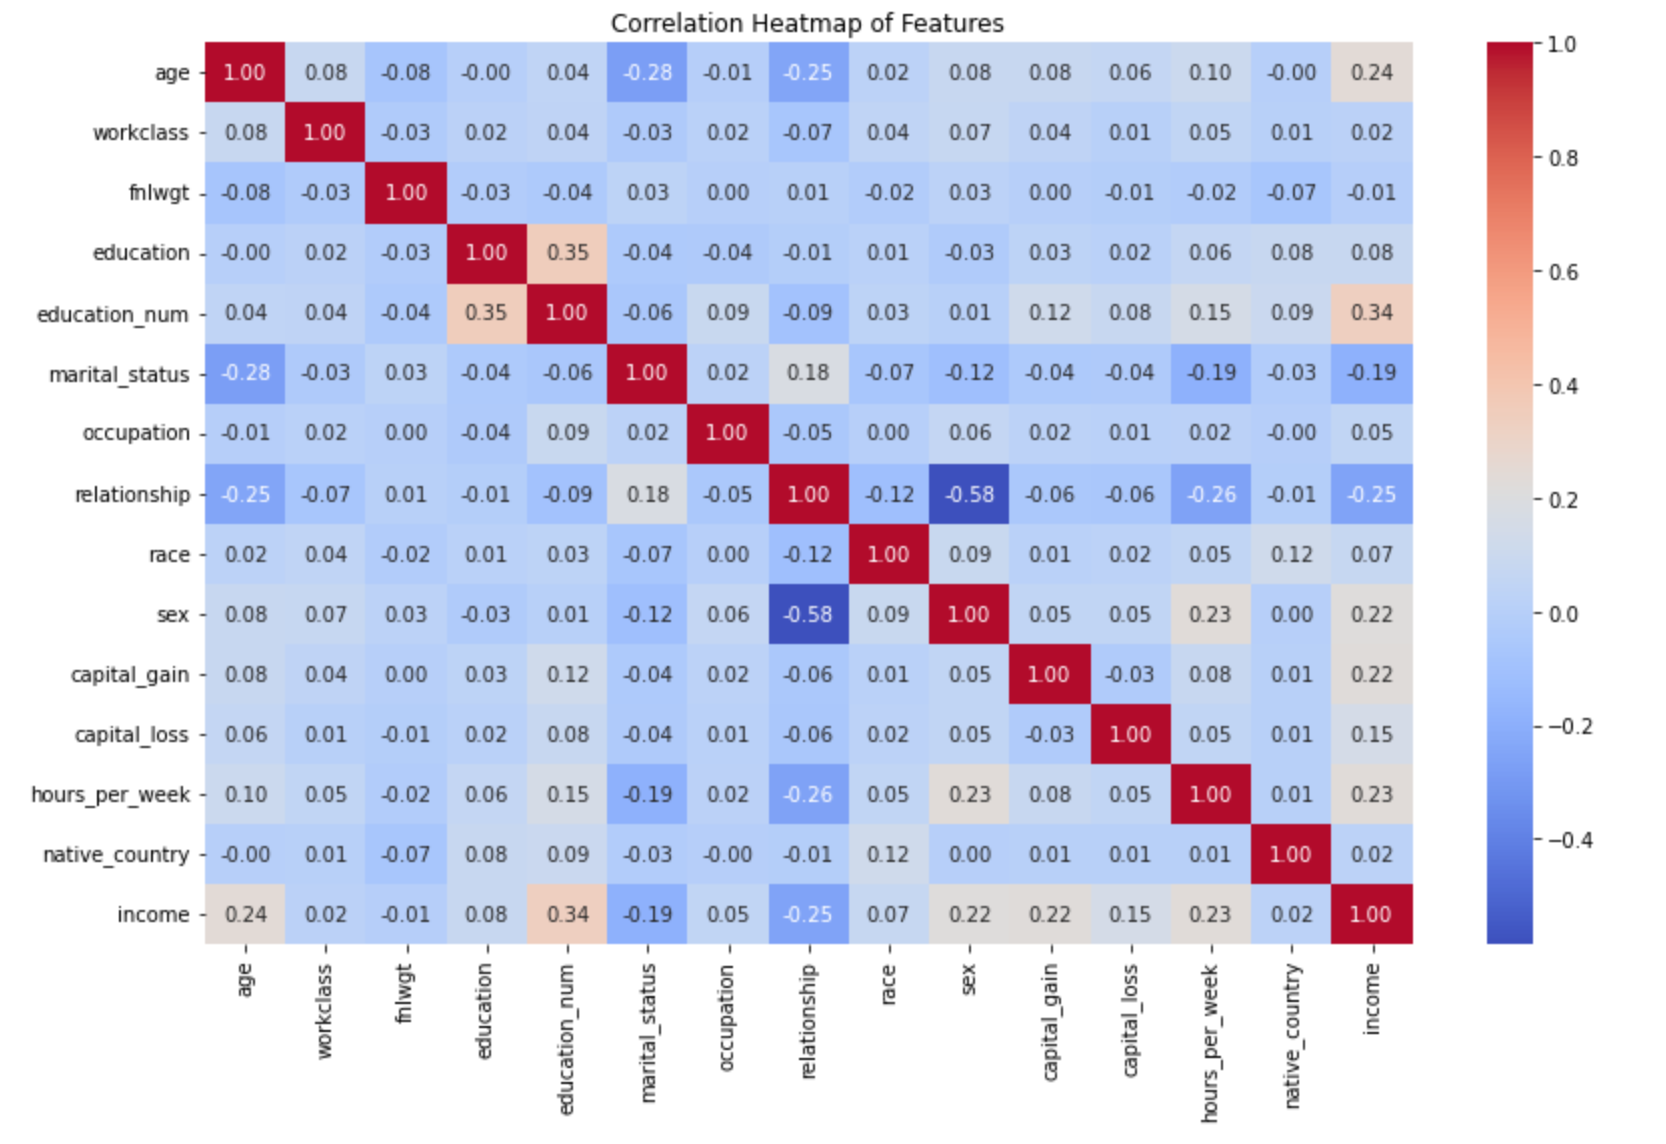 Correlation Heatmap of Features
age 1.00 0.08 -0.08 -0.00 0.04 -0.28 -0.01 -0.25 0.02 0.08 0.08 0.06 0.10 -0.00 0.24
workclass 0.08 1.00 -0.03 0.02 0.04 -0.03 0.02 -0.07 0.04 0.07 0.04 0.01 0.05 0.01 0.02
fnlwgt -0.08 -0.03 1.00 -0.03 -0.04 0.03 0.00 0.01 -0.02 0.03 0.00 -0.01 -0.02 -0.07 -0.01
education -0.00 0.02 -0.03 1.00 0.35 -0.04 -0.04 -0.01 0.01 -0.03 0.03 0.02 0.06 0.08 0.08
education_num 0.04 0.04 -0.04 0.35 1.00 -0.06 0.09 -0.09 0.03 0.01 0.12 0.08 0.15 0.09 0.34
marital_status -0.28 -0.03 0.03 -0.04 -0.06 1.00 0.02 0.18 -0.07 -0.12 -0.04 -0.04 -0.19 -0.03 -0.19
occupation -0.01 0.02 0.00 -0.04 0.09 0.02 1.00 -0.05 0.00 0.06 0.02 0.01 0.02 -0.00 0.05
relationship -0.25 -0.07 0.01 -0.01 -0.09 0.18 -0.05 1.00 -0.12 -0.58 -0.06 -0.06 -0.26 -0.01 -0.25
race 0.02 0.04 -0.02 0.01 0.03 -0.07 0.00 -0.12 1.00 0.09 0.01 0.02 0.05 0.12 0.07
sex 0.08 0.07 0.03 -0.03 0.01 -0.12 0.06 -0.58 0.09 1.00 0.05 0.05 0.23 0.00 0.22
capital_gain 0.08 0.04 0.00 0.03 0.12 -0.04 0.02 -0.06 0.01 0.05 1.00 -0.03 0.08 0.01 0.22
capital_loss 0.06 0.01 -0.01 0.02 0.08 -0.04 0.01 -0.06 0.02 0.05 -0.03 1.00 0.05 0.01 0.15
hours_per_week 0.10 0.05 -0.02 0.06 0.15 -0.19 0.02 -0.26 0.05 0.23 0.08 0.05 1.00 0.01 0.23
native_country -0.00 0.01 -0.07 0.08 0.09 -0.03 -0.00 -0.01 0.12 0.00 0.01 0.01 0.01 1.00 0.02
income 0.24 0.02 -0.01 0.08 0.34 -0.19 0.05 -0.25 0.07 0.22 0.22 0.15 0.23 0.02 1.00
age
workclass
fnlwgt
education
education_num
marital_status
occupation
relationship
race
sex
capital_gain
capital_loss
hours_per_week
native_country
income
1.0
0.8
0.6
0.4
0.2
0.0
−0.2
−0.4